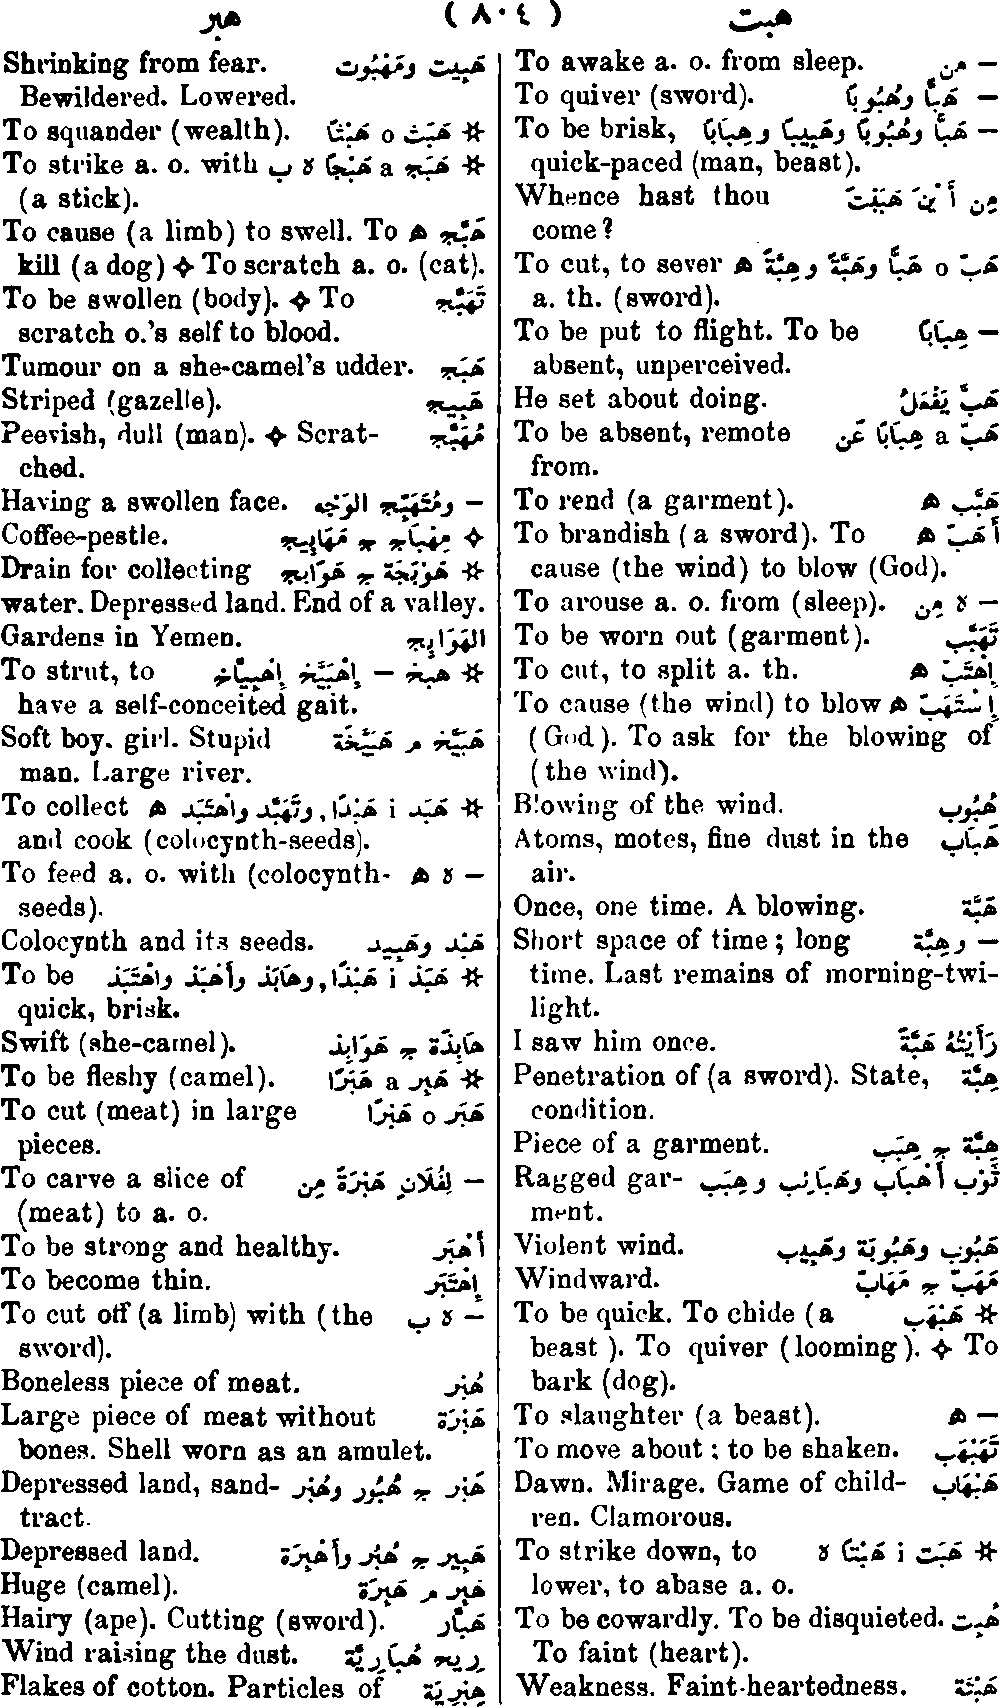 هبت ( ٨٠٤ ) هبر
To awake a. o. from sleep. — مِن
To quiver (sword). — هَبًّا وهُبُوبًا
To be brisk, — هَبًّا وهُبُوبًا وهَبِيبًا وهِبَابًا
quick-paced (man, beast).
Whence hast thou مِن أَيْنَ هَبَبْتَ
come?
To cut, to sever هَبّ o هَبًّا وهَبَّةً وهِبَّةً ه
a. th. (sword).
To be put to flight. To be — هِبَابًا
absent, unperceived.
He set about doing. هَبَّ يَفْعَلُ
To be absent, remote هَبّ a هِبَابًا عَن
from.
To rend (a garment). هَبَّب ه
To brandish (a sword). To أَهَبّ ه
cause (the wind) to blow (God).
To arouse a. o. from (sleep). — ه مِن
To be worn out (garment). تَهَبَّب
To cut, to split a. th. إِهْتَبّ ه
To cause (the wind) to blow إِسْتَهَبّ ه
(God). To ask for the blowing of
(the wind).
Blowing of the wind. هُبُوب
Atoms, motes, fine dust in the هَبَاب
air.
Once, one time. A blowing. هَبَّة
Short space of time; long — وهِبَّة
time. Last remains of morning-twi-
light.
I saw him once. رَأَيْتُهُ هَبَّةً
Penetration of (a sword). State, هِبَّة
condition.
Piece of a garment. هِبَّة ج هِبَب
Ragged gar- ثَوْب أَهْبَاب وهَبَائِب وهِبَب
ment.
Violent wind. هَبُوب وهَبُوبَة وهَبِيب
Windward. مَهَبّ ج مَهَابّ
To be quick. To chide (a ☆ هَبْهَب
beast). To quiver (looming). ✧ To
bark (dog).
To slaughter (a beast). — ه
To move about; to be shaken. تَهَبْهَب
Dawn. Mirage. Game of child- هَبْهَاب
ren. Clamorous.
To strike down, to ☆ هَبَت i هَبْتًا ه
lower, to abase a. o.
To be cowardly. To be disquieted. هُبِت
To faint (heart).
Weakness. Faint-heartedness. هَبْتَة
Shrinking from fear. هَبِيت ومَهْبُوت
Bewildered. Lowered.
To squander (wealth). ☆ هَبَث o هَبْثًا
To strike a. o. with ☆ هَبَج a هَبْجًا ه ب
(a stick).
To cause (a limb) to swell. To هَبَّج ه
kill (a dog) ✧ To scratch a. o. (cat).
To be swollen (body). ✧ To تَهَبَّج
scratch o.'s self to blood.
Tumour on a she-camel's udder. هَبَج
Striped (gazelle). هَبِيج
Peevish, dull (man). ✧ Scrat- مُهَبَّج
ched.
Having a swollen face. — ومُتَهَبِّج الوَجْه
Coffee-pestle. ✧ مِهْبَاج ج مَهَابِيج
Drain for collecting ☆ هَوْبَجَة ج هَوَابِج
water. Depressed land. End of a valley.
Gardens in Yemen. الهَوَابِج
To strut, to ☆ هبخ — إِهْبَيَّخ إِهْبِيَّاخ
have a self-conceited gait.
Soft boy. girl. Stupid هَبَيَّخ م هَبَيَّخَة
man. Large river.
To collect ☆ هَبَد i هَبْدًا, وتَهَبَّد واهْتَبَد ه
and cook (colocynth-seeds).
To feed a. o. with (colocynth- — ه ه
seeds).
Colocynth and its seeds. هَبْد وهَبِيد
To be ☆ هَبَذ i هَبْذًا, وهَابَذ وأَهْبَذ واهْتَبَذ
quick, brisk.
Swift (she-camel). هَابِذَة ج هَوَابِذ
To be fleshy (camel). ☆ هَبِر a هَبَرًا
To cut (meat) in large هَبَر o هَبْرًا
pieces.
To carve a slice of — لِفُلَانٍ هَبْرَةً مِن
(meat) to a. o.
To be strong and healthy. أَهْبَر
To become thin. إِهْتَبَر
To cut off (a limb) with (the — ه ب
sword).
Boneless piece of meat. هُبْر
Large piece of meat without هَبْرَة
bones. Shell worn as an amulet.
Depressed land, sand- هَبْر ج هُبُور وهُبْر
tract.
Depressed land. هَبِير ج هُبْر وأَهْبِرَة
Huge (camel). هَبِر م هَبِرَة
Hairy (ape). Cutting (sword). هَبَّار
Wind raising the dust. رِيح هُبَارِيَّة
Flakes of cotton. Particles of هِبْرِيَة